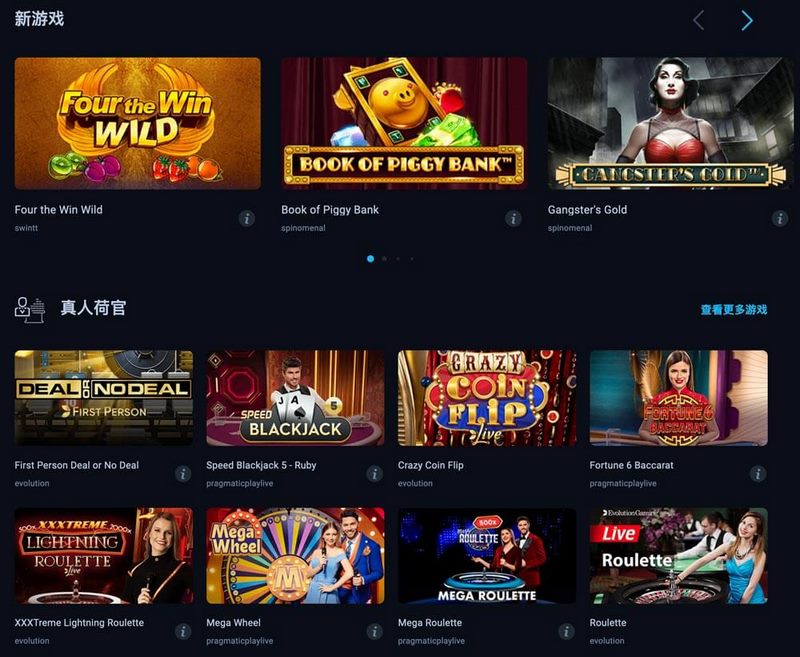 新游戏
Four the Win
WILD
BOOK OF PIGGY BANK™
GANGSTER'S GOLD™
Four the Win Wild
Book of Piggy Bank
Gangster's Gold
swintt
spinomenal
spinomenal
真人荷官
查看更多游戏
DEAL OR NO DEAL
FIRST PERSON
J A 5
SPEED
BLACKJACK
CRAZY
COIN
FLIP
Live
FORTUNE 6
BACCARAT
First Person Deal or No Deal
Speed Blackjack 5 - Ruby
Crazy Coin Flip
Fortune 6 Baccarat
evolution
pragmaticplaylive
evolution
pragmaticplaylive
XXXTREME
LIGHTNING
ROULETTE
Live
Mega
Wheel
M
500x
MEGA
ROULETTE
MEGA ROULETTE
Evolution Gaming
Live
Roulette
XXXTreme Lightning Roulette
Mega Wheel
Mega Roulette
Roulette
evolution
pragmaticplaylive
pragmaticplaylive
evolution